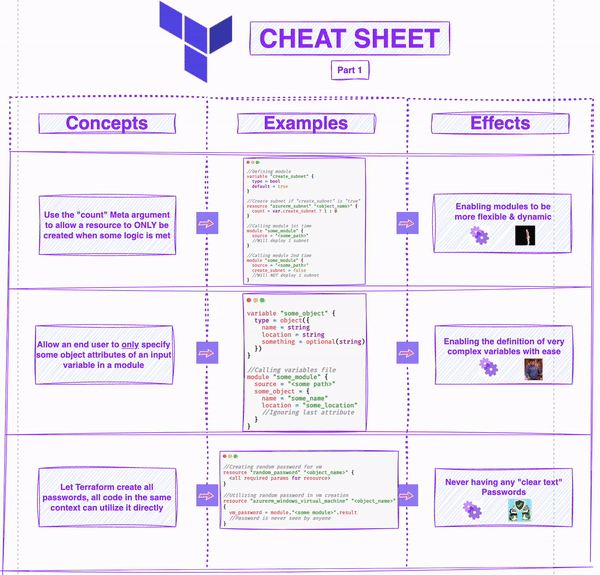 CHEAT SHEET
Part 1
Concepts
Examples
Effects
Use the "count" Meta argument
to allow a resource to ONLY be
created when some logic is met
//Defining module
variable "create_subnet" {
type = bool
default = true
}
//Create subnet if "create_subnet" is "true"
resource "azurerm_subnet" "<object_name>" {
count = var.create_subnet ? 1 : 0
}
//Calling module 1st time
module "some_module" {
source = "<some_path>"
//Will deploy 1 subnet
}
//Calling module 2nd time
module "some_module" {
source = "<some_path>"
create_subnet = false
//Will NOT deploy 1 subnet
}
Enabling modules to be
more flexible & dynamic
Allow an end user to only specify
some object attributes of an input
variable in a module
variable "some_object" {
type = object({
name = string
location = string
something = optional(string)
})
}
//Calling variables file
module "some_module" {
source = "<some path>"
some_object = {
name = "some_name"
location = "some_location"
//Ignoring last attribute
}
}
Enabling the definition of very
complex variables with ease
Let Terraform create all
passwords, all code in the same
context can utilize it directly
//Creating random password for vm
resource "random_password" "<object_name>" {
<all required params for resource>
}
//Utilizing random password in vm creation
resource "azurerm_windows_virtual_machine" "<object_name>"
{
vm_password = module."<some module>".result
//Password is never seen by anyone
}
Never having any "clear text"
Passwords